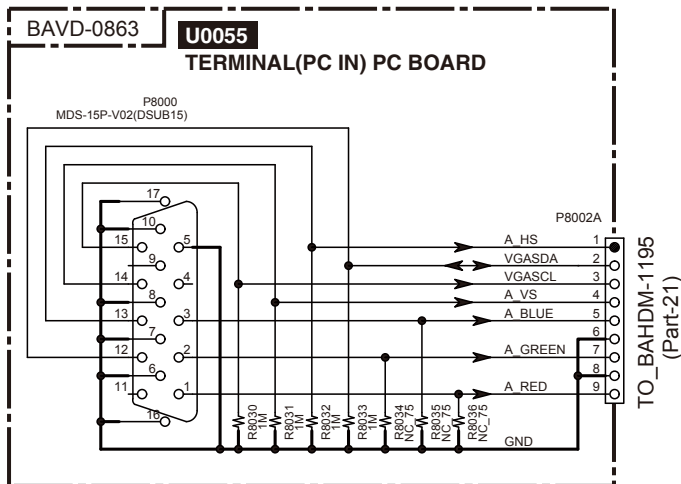 BAVD-0863
U0055
TERMINAL(PC IN) PC BOARD
P8000
MDS-15P-V02(DSUB15)
17
10
15
5
9
14
4
8
13
3
7
12
2
6
11
1
16
P8002A
A_HS 1
VGASDA 2
VGASCL 3
A_VS 4
A_BLUE 5
6
A_GREEN 7
8
A_RED 9
GND
R8030
1M
R8031
1M
R8032
1M
R8033
1M
R8034
NC_75
R8035
NC_75
R8036
NC_75
TO_BAHDM-1195
(Part-21)